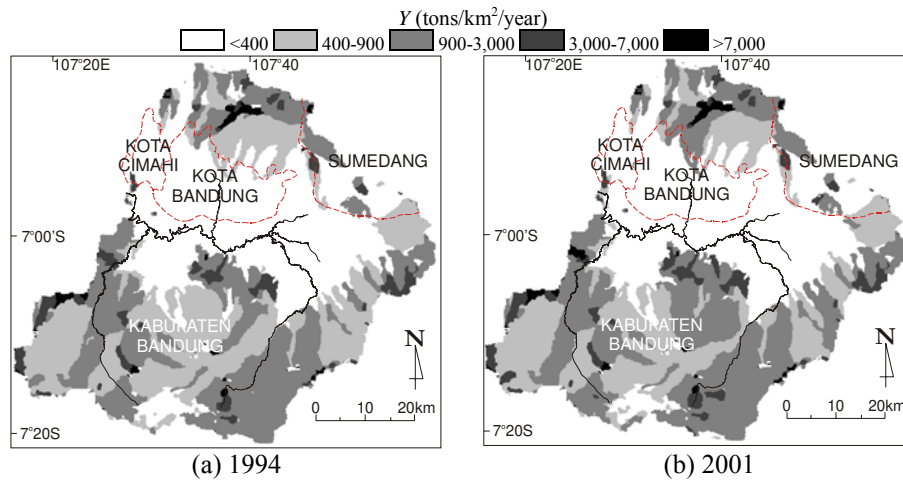 Y (tons/km²/year)
<400 400-900 900-3,000 3,000-7,000 >7,000
107°20'E 107°40'
KOTA
CIMAHI
KOTA
BANDUNG
SUMEDANG
7°00'S
KABUPATEN
BANDUNG
N
0 10 20km
7°20S
(a) 1994
107°20'E 107°40'
KOTA
CIMAHI
KOTA
BANDUNG
SUMEDANG
7°00'S
KABUPATEN
BANDUNG
N
0 10 20km
7°20S
(b) 2001